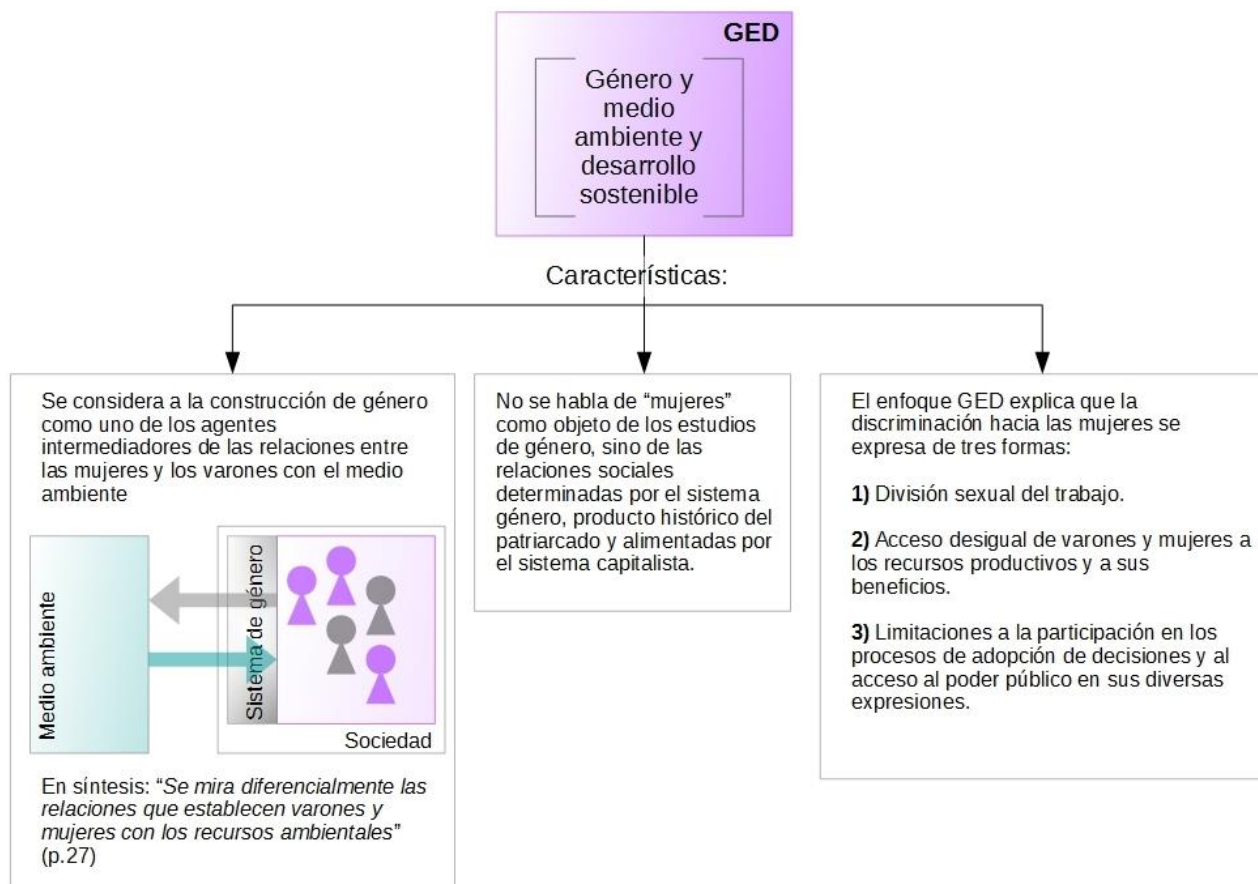 GED
Género y
medio
ambiente y
desarrollo
sostenible
Característícas:
Se considera a la construcción de género
como uno de los agentes
intermediadores de las relaciones entre
las mujeres y los varones con el medio
ambiente
Medio ambiente
Sistema de género
Sociedad
En síntesis: “Se mira diferencialmente las
relaciones que establecen varones y
mujeres con los recursos ambientales”
(p.27)
No se habla de “mujeres”
como objeto de los estudios
de género, sino de las
relaciones sociales
determinadas por el sistema
género, producto histórico del
patriarcado y alimentadas por
el sistema capitalista.
El enfoque GED explica que la
discriminación hacia las mujeres se
expresa de tres formas:
1) División sexual del trabajo.
2) Acceso desigual de varones y mujeres a
los recursos productivos y a sus
beneficios.
3) Limitaciones a la participación en los
procesos de adopción de decisiones y al
acceso al poder público en sus diversas
expresiones.